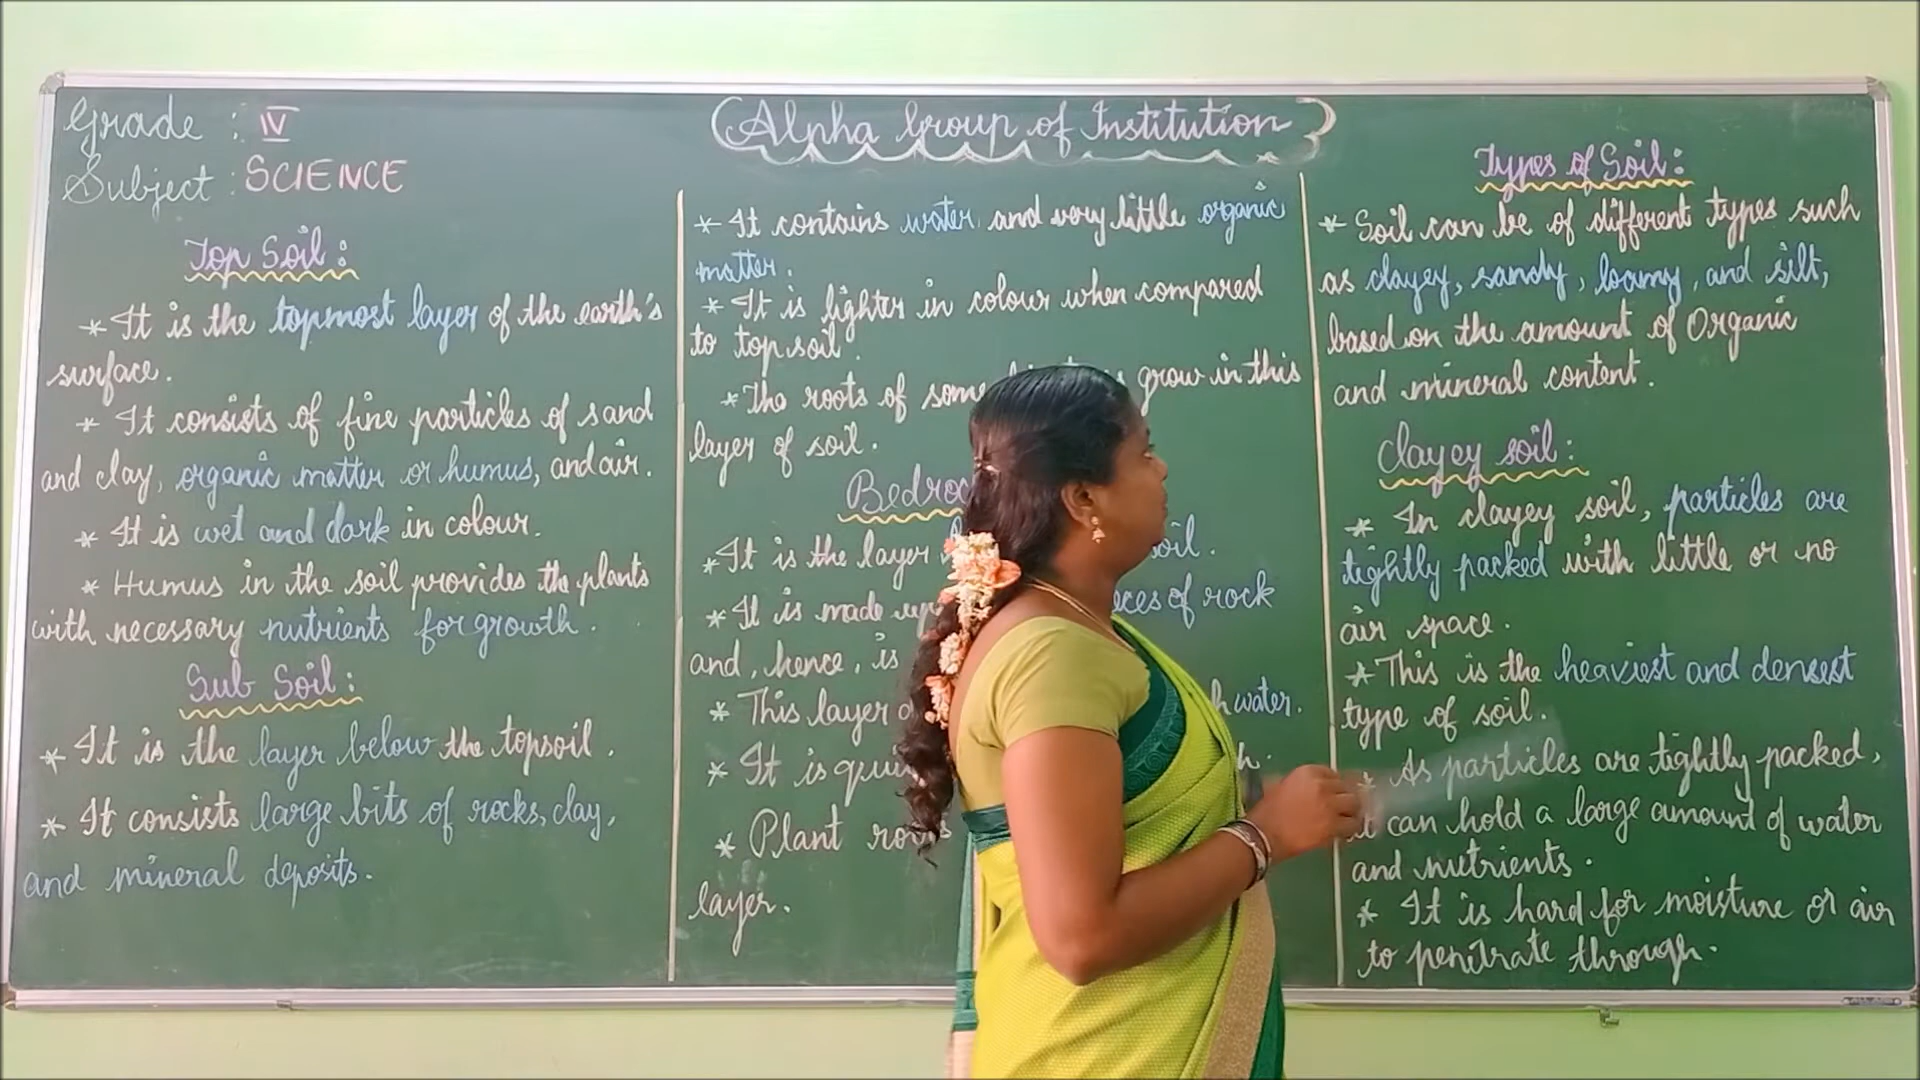 Grade : IV
Subject : SCIENCE
Alpha Group of Institution
Top Soil :
* It is the topmost layer of the earth's
surface.
* It consists of fine particles of sand
and clay, organic matter or humus, and air.
* It is wet and dark in colour.
* Humus in the soil provides the plants
with necessary nutrients for growth.
Sub Soil :
* It is the layer below the topsoil.
* It consists large bits of rocks, clay,
and mineral deposits.
* It contains water and very little organic
matter.
* It is lighter in colour when compared
to top soil.
* The roots of some grow in this
layer of soil.
* It is the layer soil.
* It is made up of rock
and, hence, is
* This layer water.
* It is
* Plant
layer.
Types of Soil :
* Soil can be of different types such
as clayey, sandy, loamy, and silt,
based on the amount of Organic
and mineral content.
Clayey soil :
* In clayey soil, particles are
tightly packed with little or no
air space.
* This is the heaviest and densest
type of soil.
* As particles are tightly packed,
it can hold a large amount of water
and nutrients.
* It is hard for moisture or air
to penitrate through.